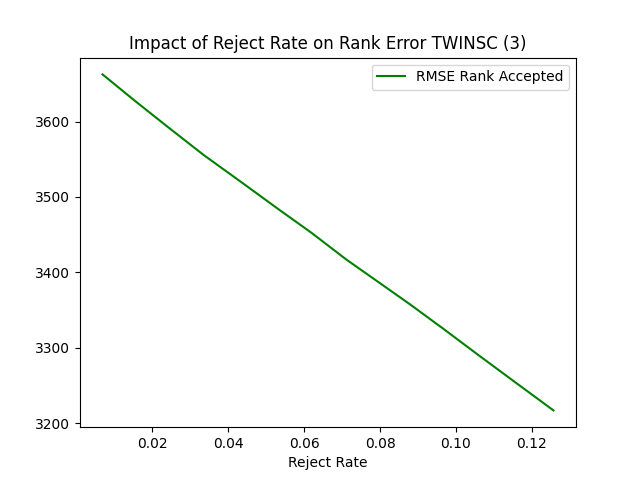 Impact of Reject Rate on Rank Error TWINSC (3)
RMSE Rank Accepted
3600
3500
3400
3300
3200
0.02 0.04 0.06 0.08 0.10 0.12
Reject Rate